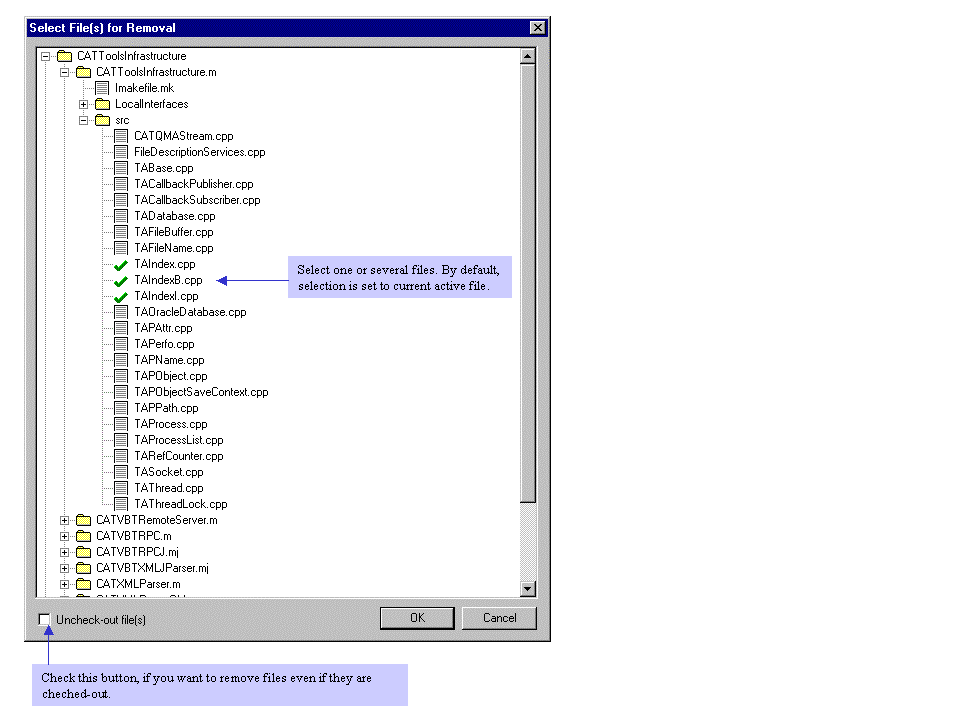 Select File(s) for Removal
CATToolsInfrastructure
CATToolsInfrastructure.m
Imakefile.mk
LocalInterfaces
src
CATQMAStream.cpp
FileDescriptionServices.cpp
TABase.cpp
TACallbackPublisher.cpp
TACallbackSubscriber.cpp
TADatabase.cpp
TAFileBuffer.cpp
TAFileName.cpp
TAIndex.cpp
TAIndexB.cpp
TAIndexI.cpp
Select one or several files. By default,
selection is set to current active file.
TAOracleDatabase.cpp
TAPAttr.cpp
TAPerfo.cpp
TAPName.cpp
TAPObject.cpp
TAPObjectSaveContext.cpp
TAPPath.cpp
TAProcess.cpp
TAProcessList.cpp
TARefCounter.cpp
TASocket.cpp
TAThread.cpp
TAThreadLock.cpp
CATVBTRemoteServer.m
CATVBTRPC.m
CATVBTRPCJ.mj
CATVBTXMLJParser.mj
CATXMLParser.m
Uncheck-out file(s)
OK
Cancel
Check this button, if you want to remove files even if they are
cheched-out.